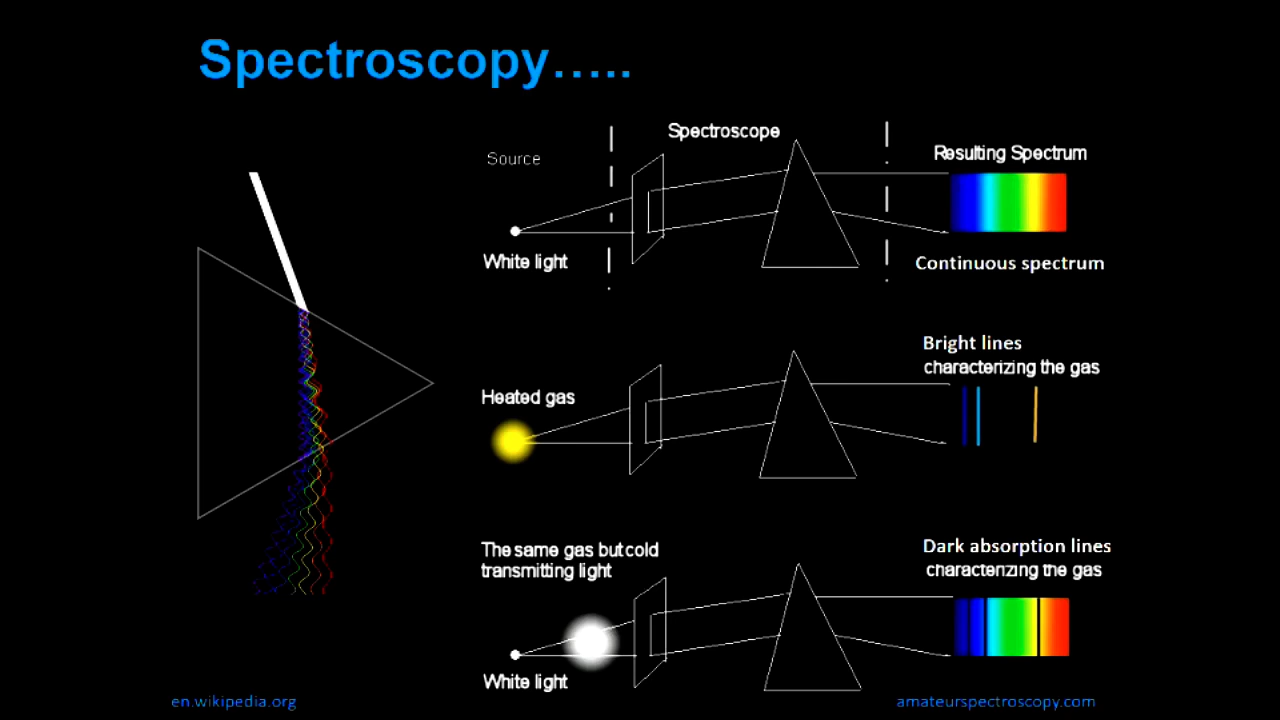 Spectroscopy.....
Spectroscope
Source
Resulting Spectrum
White light
Continuous spectrum
Bright lines
characterizing the gas
Heated gas
The same gas but cold
transmitting light
Dark absorption lines
characterizing the gas
White light
en.wikipedia.org
amateurspectroscopy.com